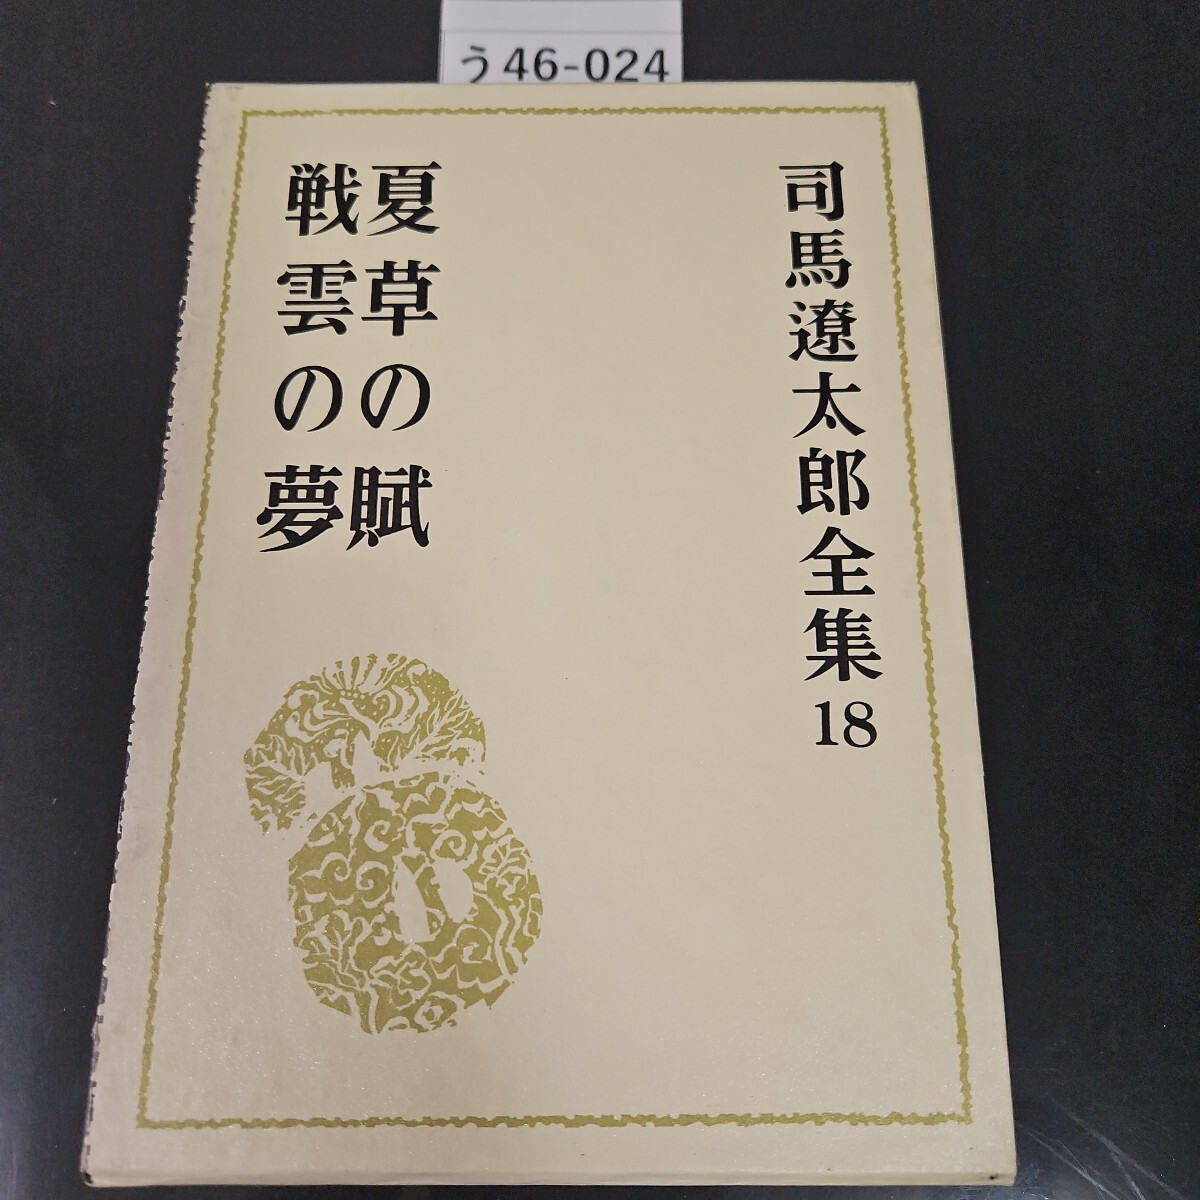 う46-024
司馬遼太郎全集18
夏草の賦
戦雲の夢